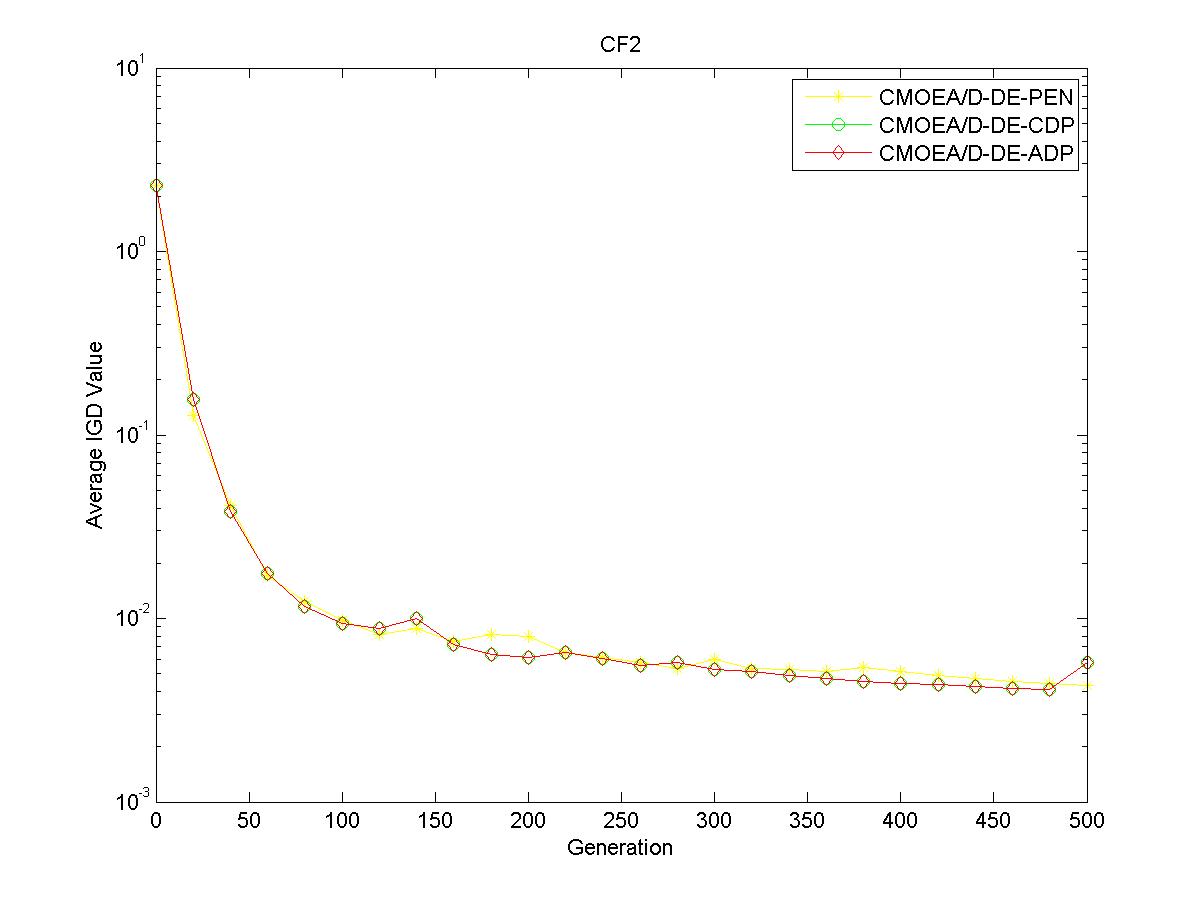 CF2
10^1
10^0
10^-1
10^-2
10^-3
Average IGD Value
CMOEA/D-DE-PEN
CMOEA/D-DE-CDP
CMOEA/D-DE-ADP
0 50 100 150 200 250 300 350 400 450 500
Generation